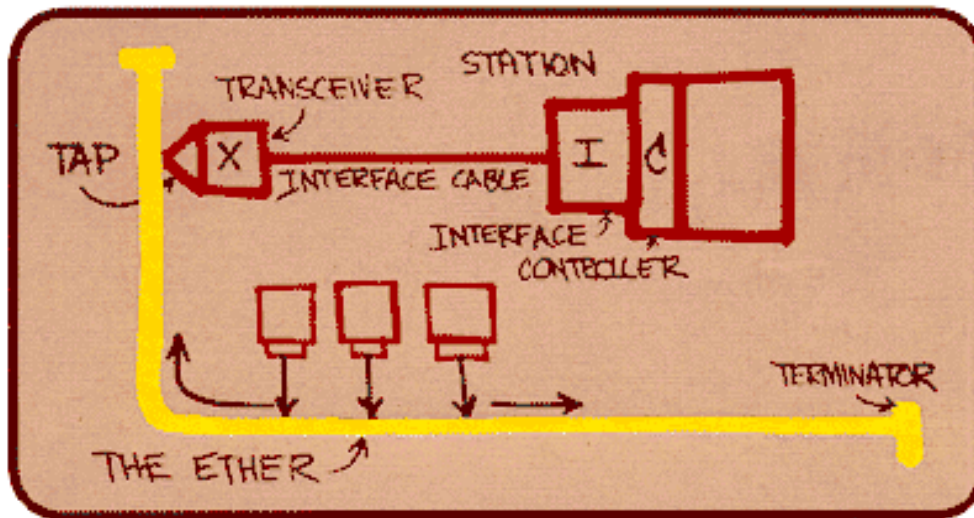 STATION
TRANSCEIVER
TAP
X
I
C
INTERFACE CABLE
INTERFACE
CONTROLLER
TERMINATOR
THE ETHER